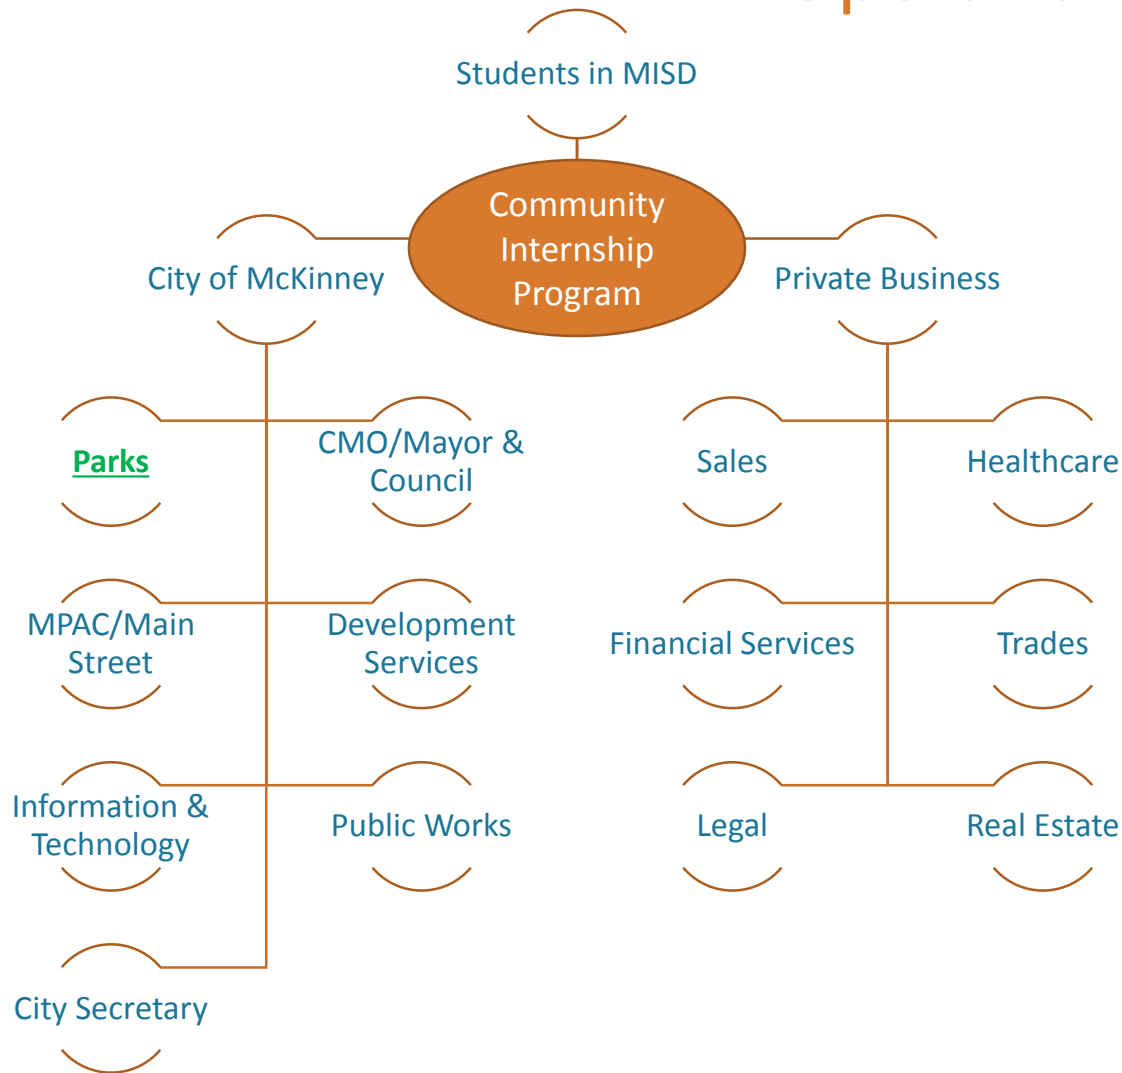 Students in MISD
Community
Internship
Program
City of McKinney
Private Business
Parks
CMO/Mayor &
Council
Sales
Healthcare
MPAC/Main
Street
Development
Services
Financial Services
Trades
Information &
Technology
Public Works
Legal
Real Estate
City Secretary